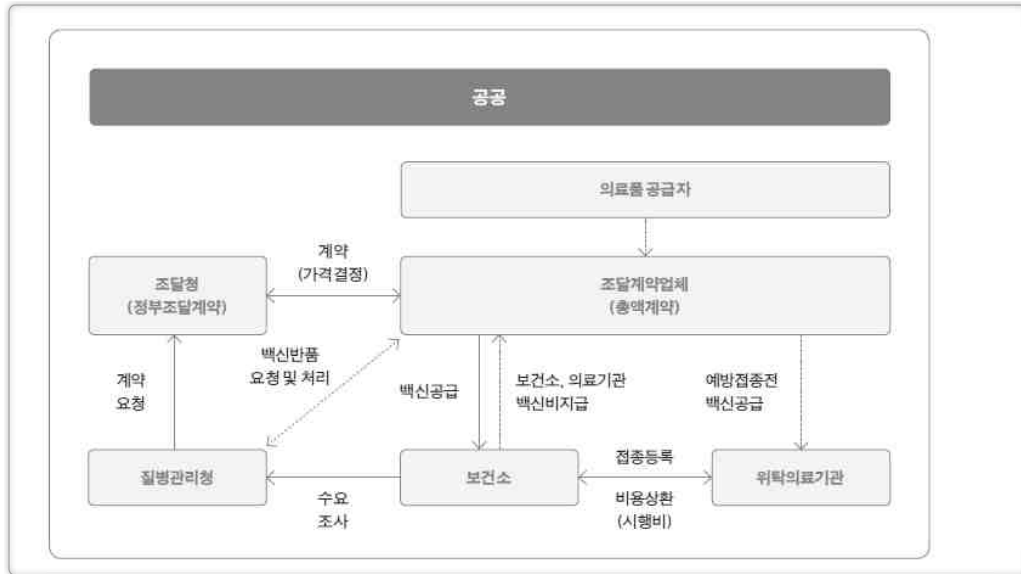 공공
의료품 공급자
계약
(가격결정)
조달청
(정부조달계약)
조달계약업체
(총액계약)
백신반품
요청 및 처리
계약
요청
백신공급
보건소, 의료기관
백신비지급
예방접종전
백신공급
질병관리청
수요
조사
보건소
접종등록
비용상환
(시행비)
위탁의료기관